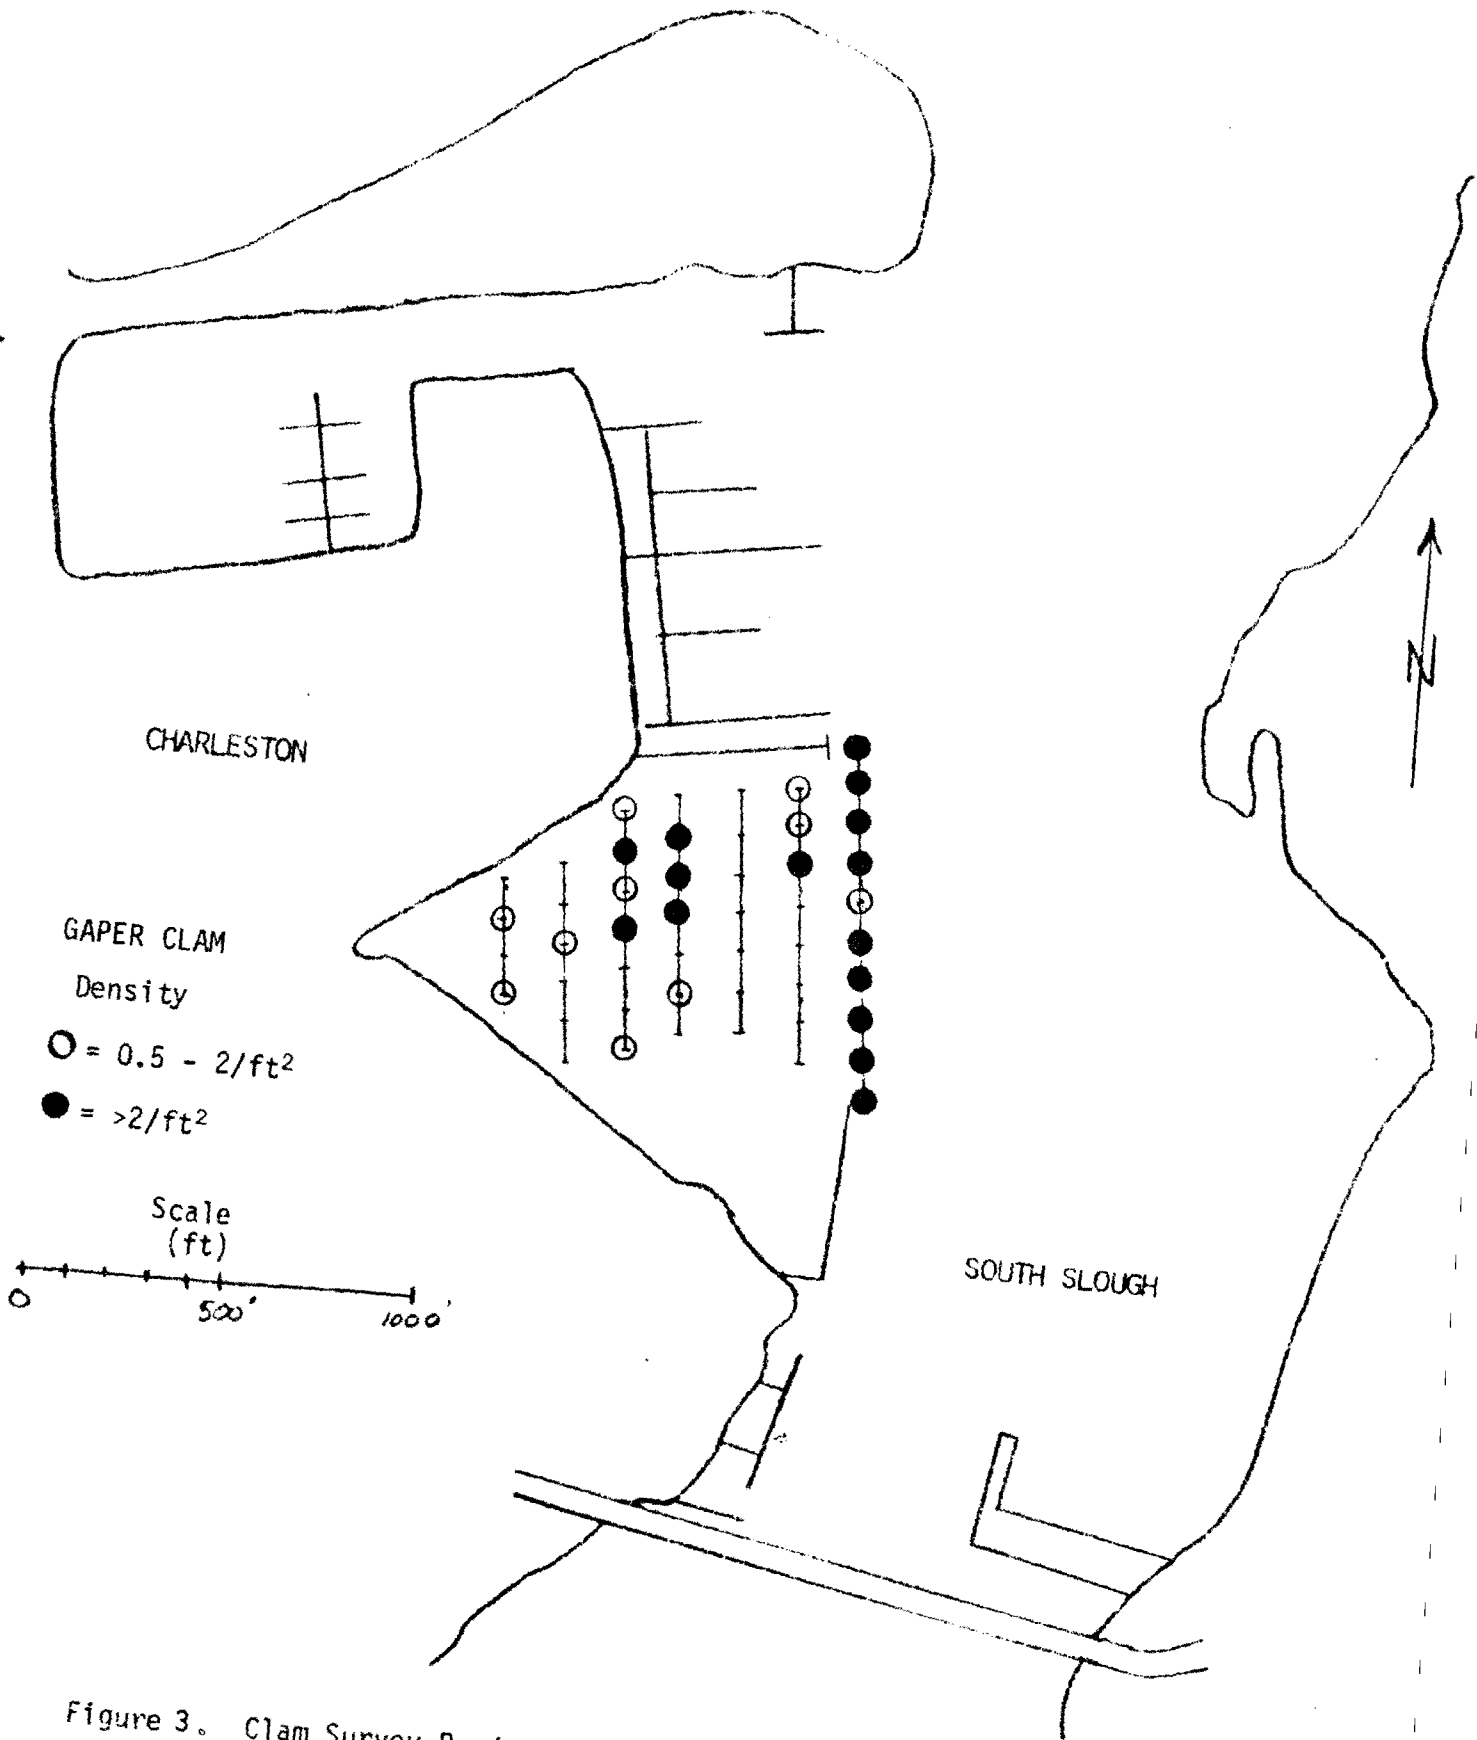 N
CHARLESTON
GAPER CLAM
Density
O = 0.5 - 2/ft²
● = >2/ft²
Scale
(ft)
0 500' 1000'
SOUTH SLOUGH
Figure 3. Clam Survey